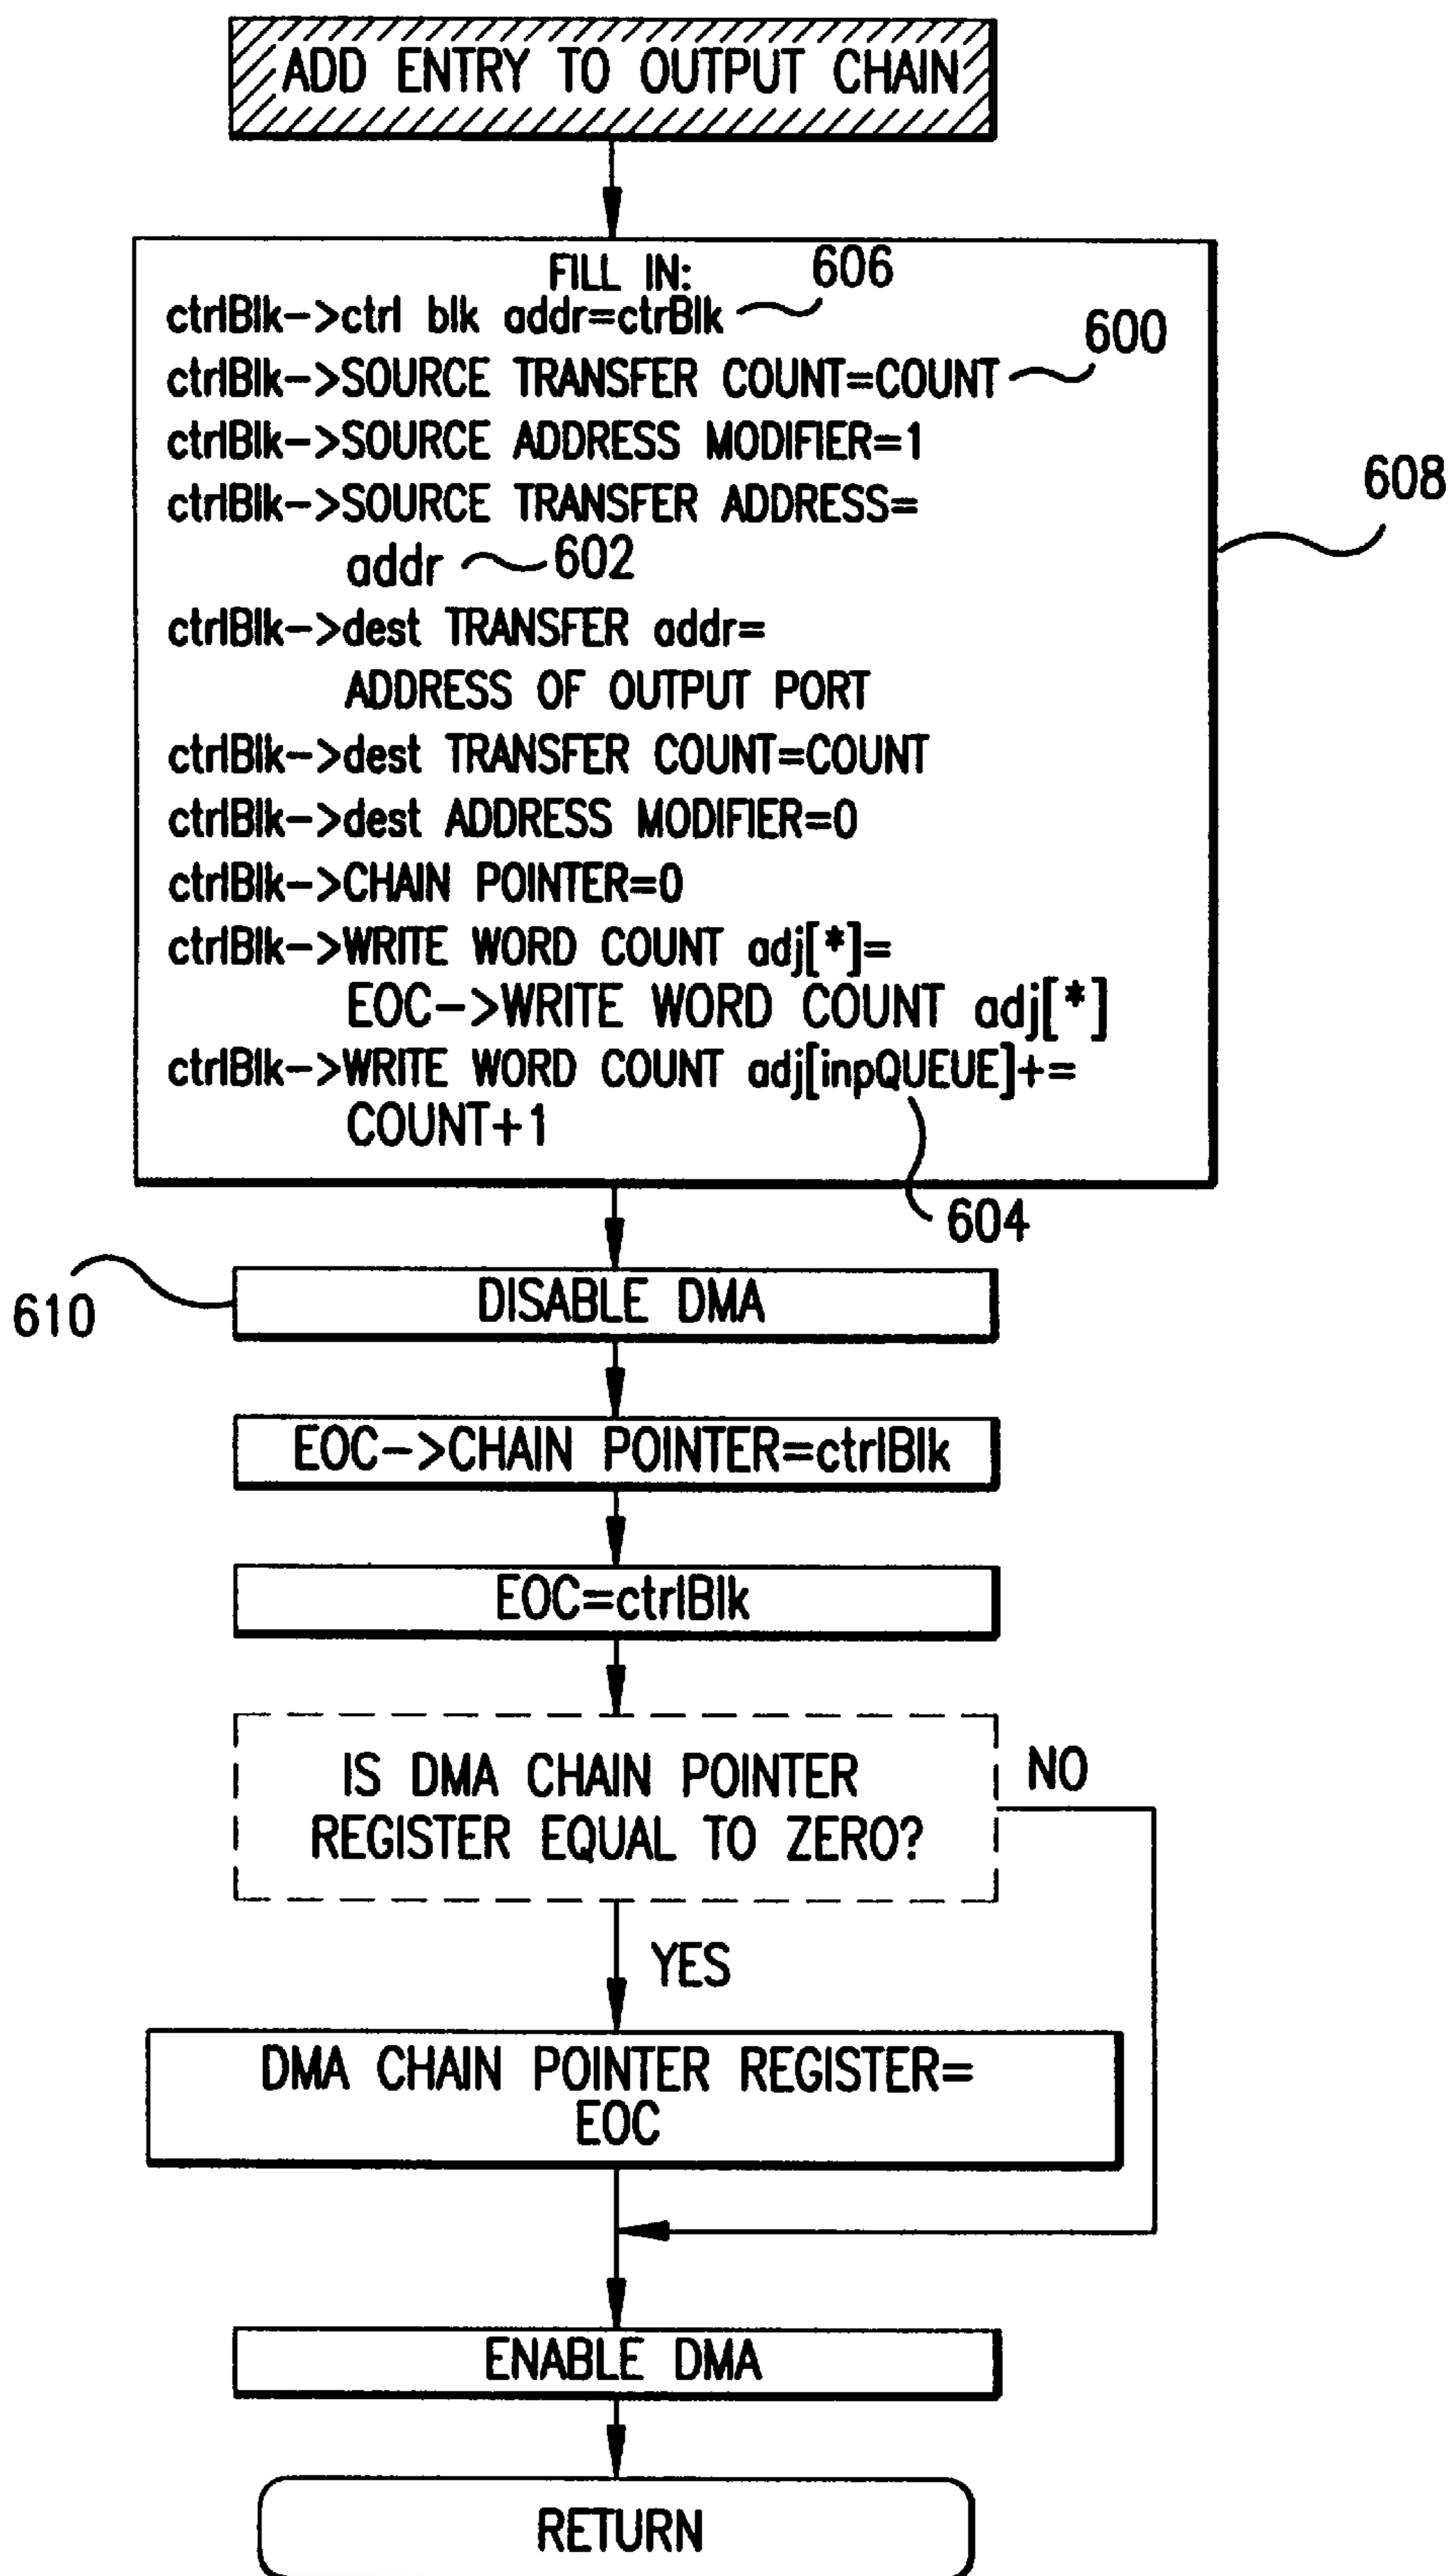 ADD ENTRY TO OUTPUT CHAIN
FILL IN:
606
ctrlBlk->ctrl blk addr=ctrBlk
600
ctrlBlk->SOURCE TRANSFER COUNT=COUNT
ctrlBlk->SOURCE ADDRESS MODIFIER=1
ctrlBlk->SOURCE TRANSFER ADDRESS=
608
addr
602
ctrlBlk->dest TRANSFER addr=
ADDRESS OF OUTPUT PORT
ctrlBlk->dest TRANSFER COUNT=COUNT
ctrlBlk->dest ADDRESS MODIFIER=0
ctrlBlk->CHAIN POINTER=0
ctrlBlk->WRITE WORD COUNT adj[*]=
EOC->WRITE WORD COUNT adj[*]
ctrlBlk->WRITE WORD COUNT adj[inpQUEUE]+=
COUNT+1
604
610
DISABLE DMA
EOC->CHAIN POINTER=ctrlBlk
EOC=ctrlBlk
IS DMA CHAIN POINTER
REGISTER EQUAL TO ZERO?
NO
YES
DMA CHAIN POINTER REGISTER=
EOC
ENABLE DMA
RETURN